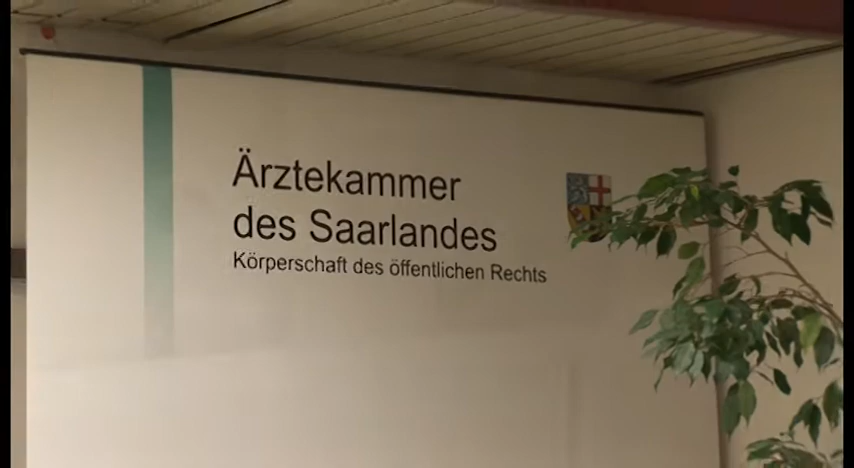 Ärztekammer
des Saarlandes
Körperschaft des öffentlichen Rechts